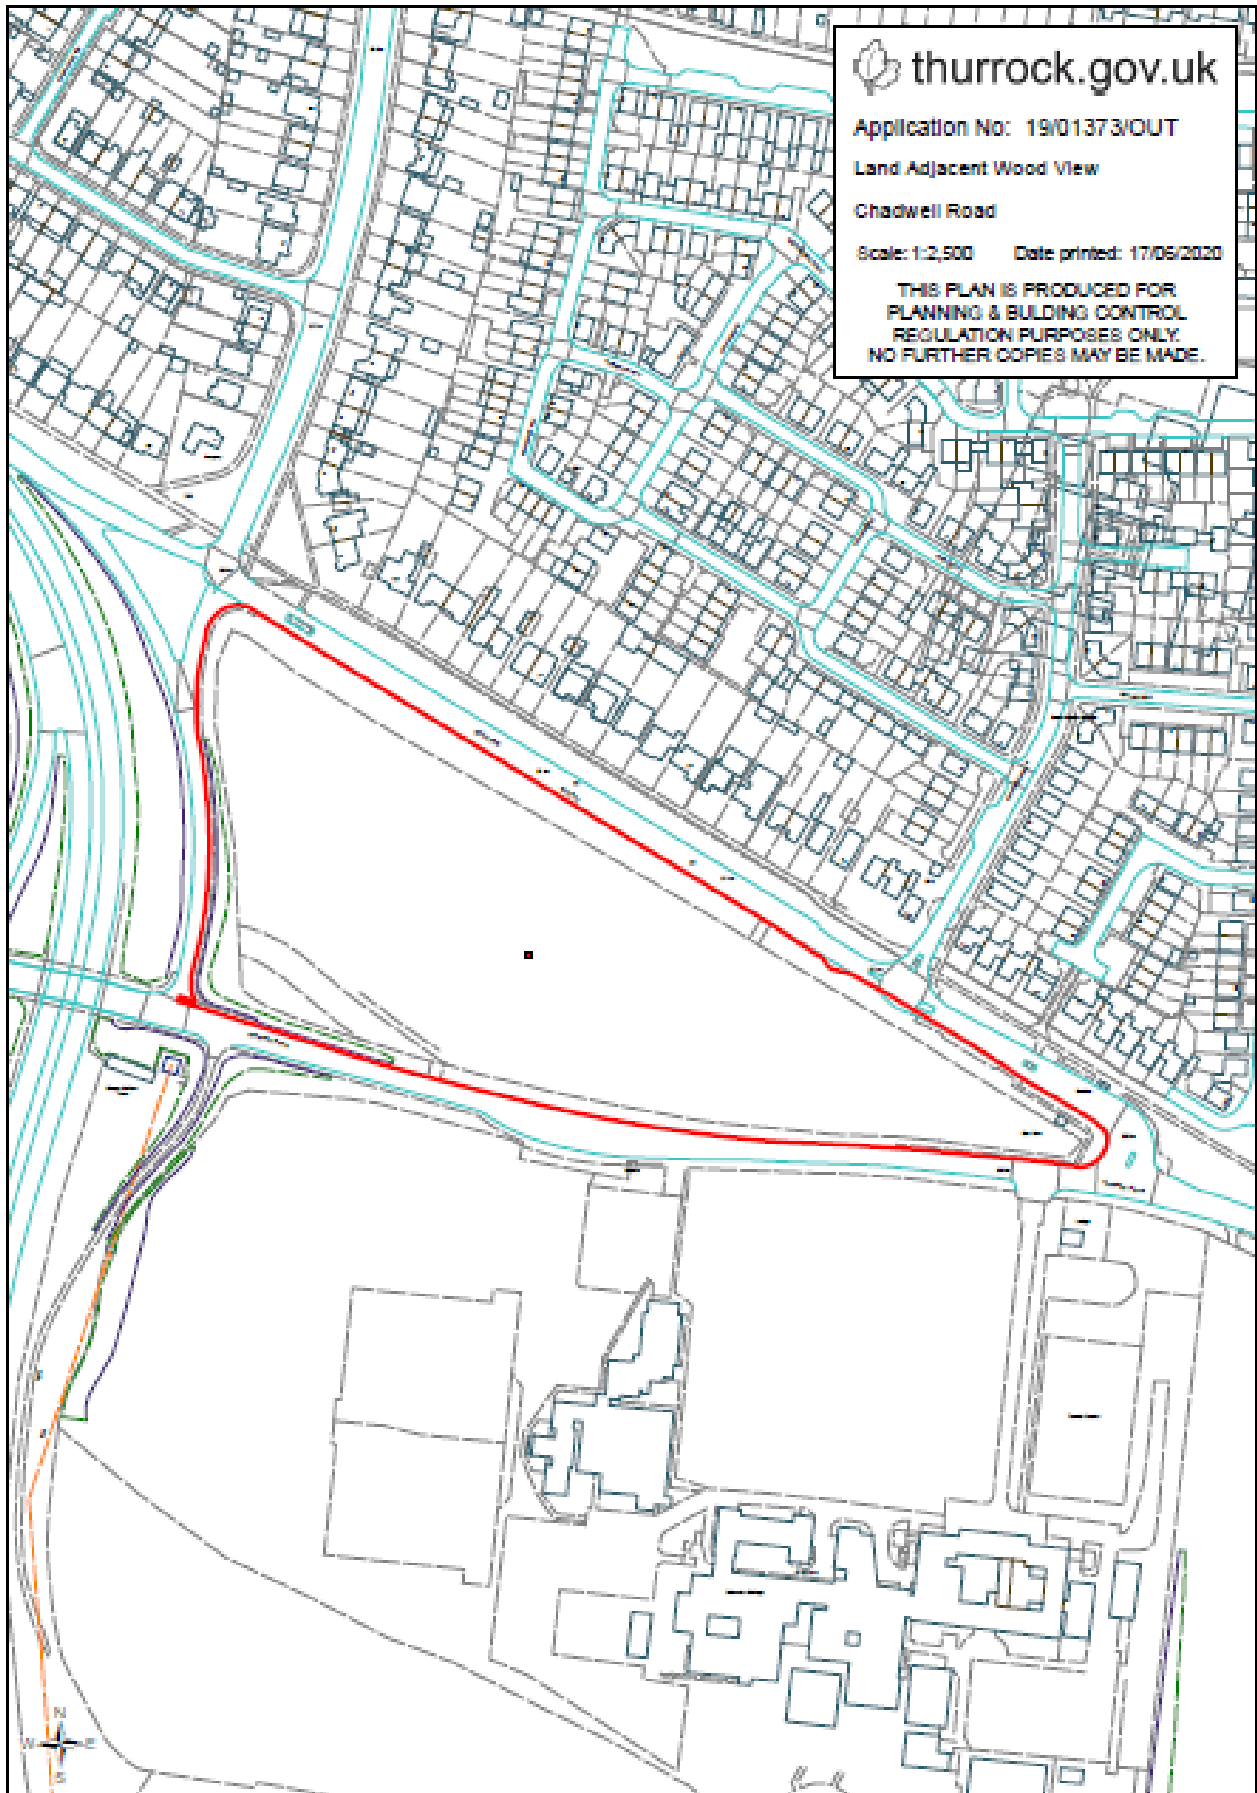 thurrock.gov.uk
Application No: 19/01373/OUT
Land Adjacent Wood View
Chadwell Road
Scale: 1:2,500 Date printed: 17/06/2020
THIS PLAN IS PRODUCED FOR
PLANNING & BULDING CONTROL
REGULATION PURPOSES ONLY.
NO FURTHER COPIES MAY BE MADE.
N
W E
S